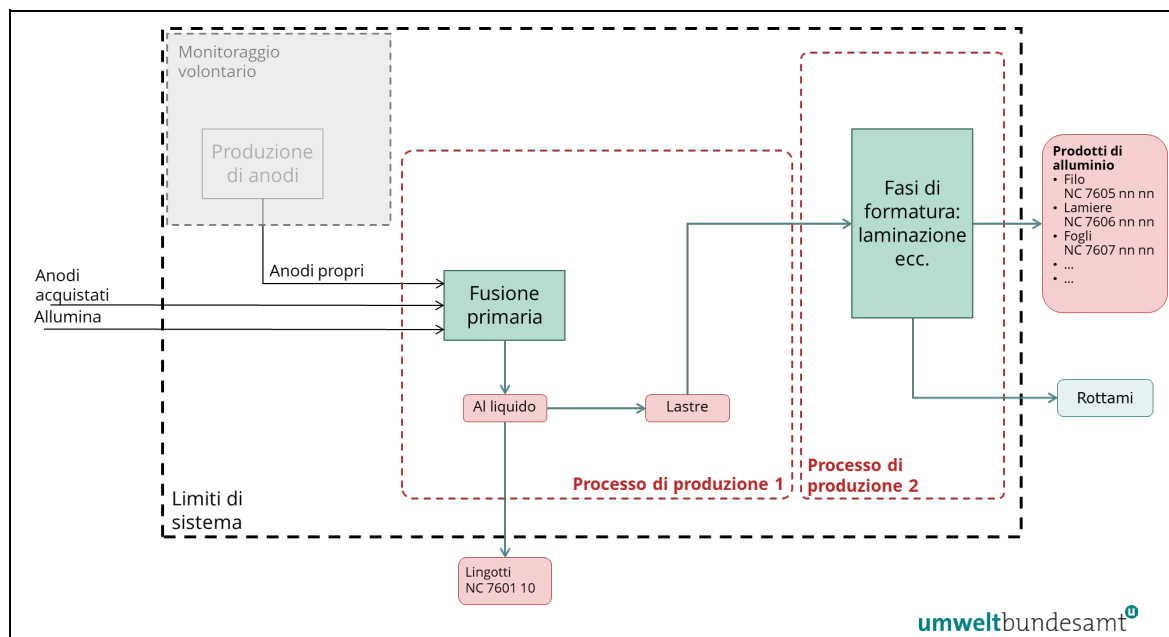 Monitoraggio
volontario
Produzione
di anodi
Anodi propri
Anodi
acquistati
Allumina
Fusione
primaria
Al liquido
Lastre
Processo di produzione 1
Fasi di
formatura:
laminazione
ecc.
Processo di
produzione 2
Prodotti di
alluminio
• Filo
NC 7605 nn nn
• Lamiere
NC 7606 nn nn
• Fogli
NC 7607 nn nn
• ...
• ...
Rottami
Limiti di
sistema
Lingotti
NC 7601 10
umweltbundesamt
u